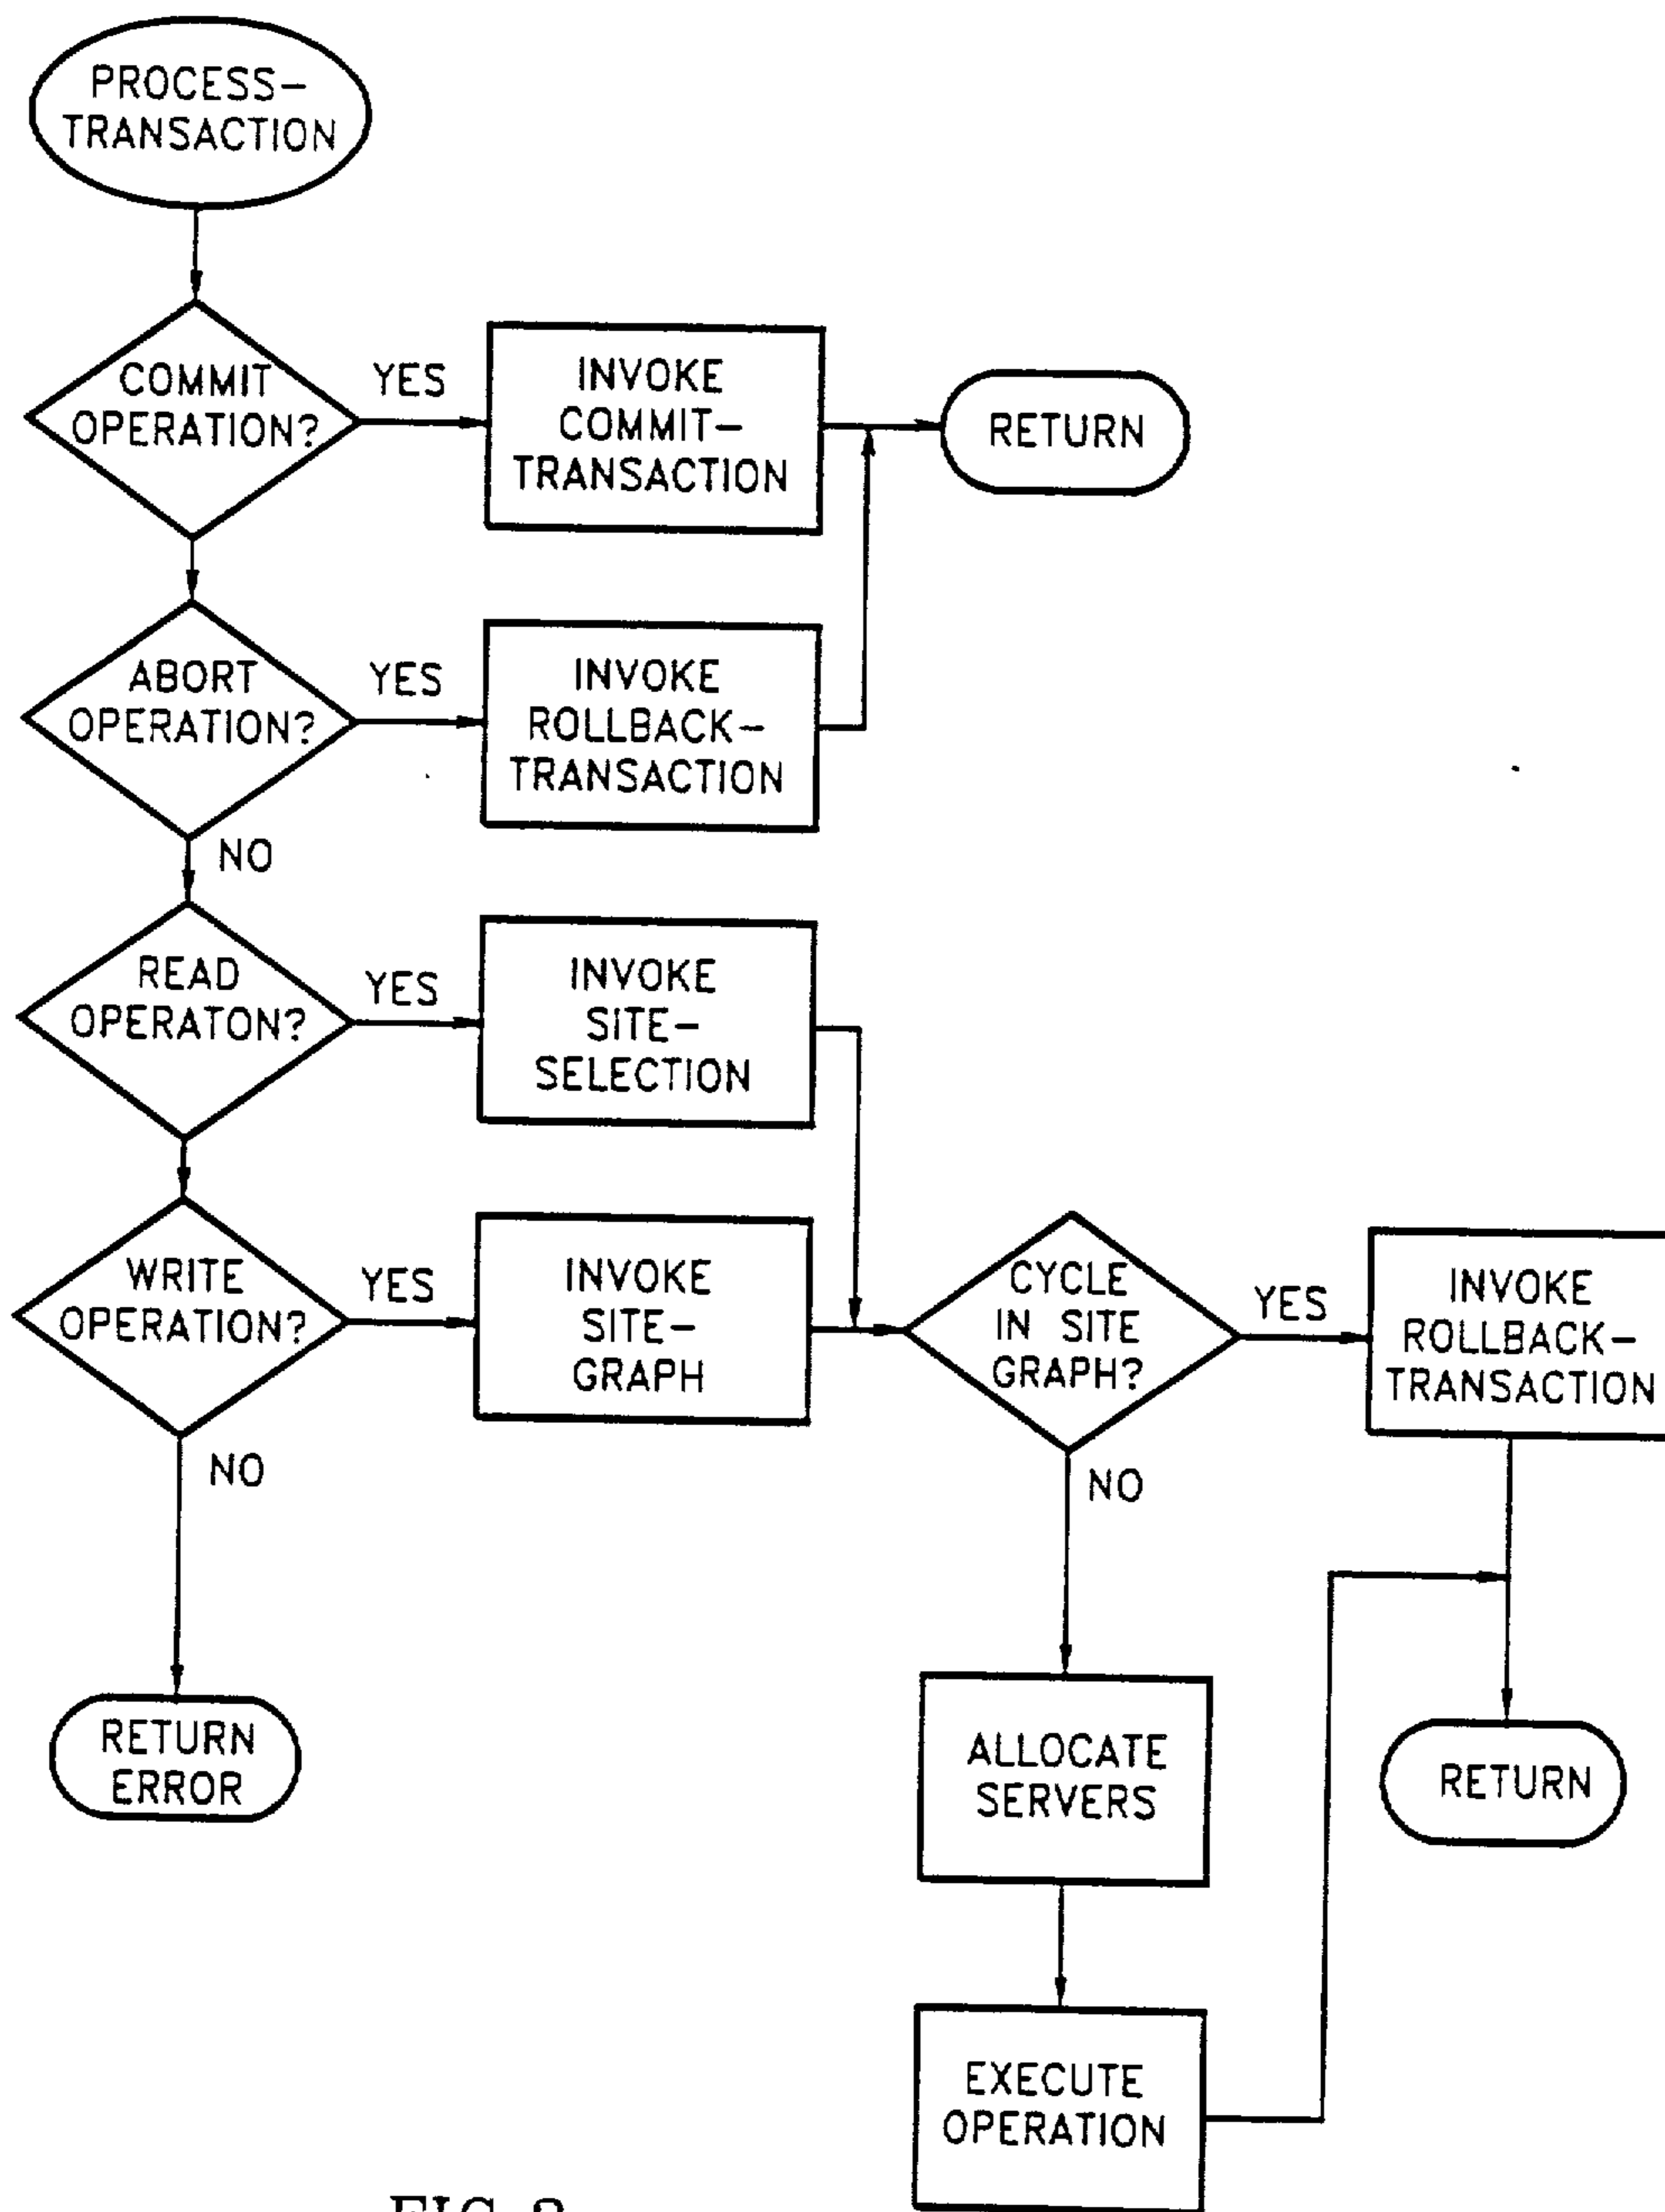 PROCESS-
TRANSACTION
COMMIT
OPERATION?
YES
INVOKE
COMMIT-
TRANSACTION
RETURN
ABORT
OPERATION?
YES
INVOKE
ROLLBACK-
TRANSACTION
NO
READ
OPERATON?
YES
INVOKE
SITE-
SELECTION
WRITE
OPERATION?
YES
INVOKE
SITE-
GRAPH
CYCLE
IN SITE
GRAPH?
YES
INVOKE
ROLLBACK-
TRANSACTION
NO
NO
RETURN
ERROR
ALLOCATE
SERVERS
RETURN
EXECUTE
OPERATION